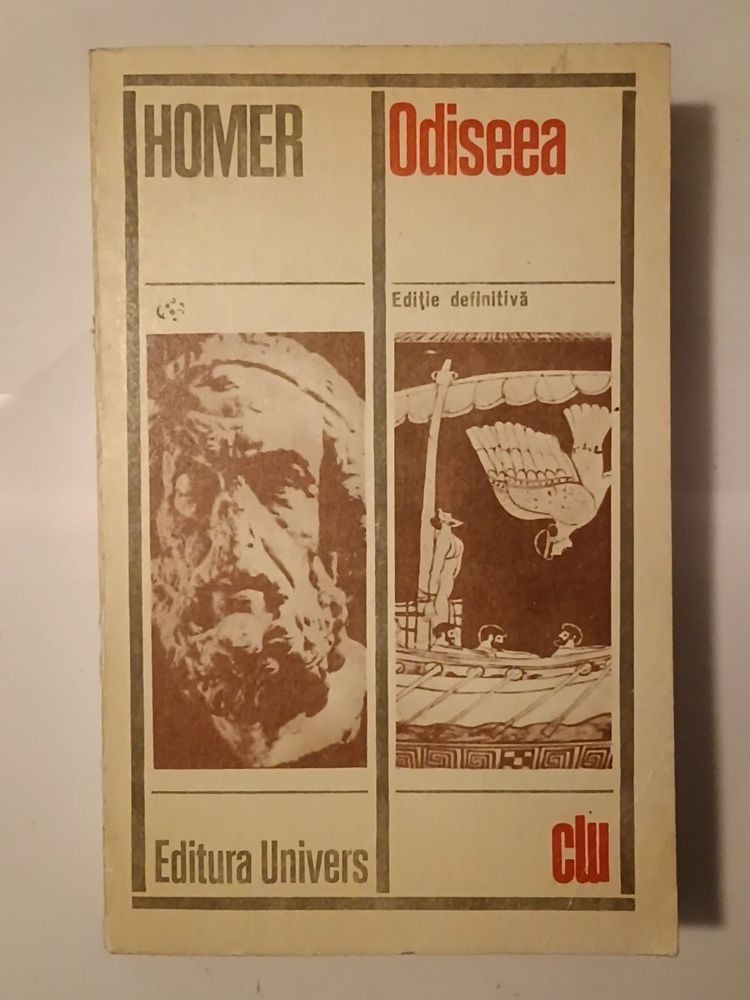 HOMER
Odiseea
Ediţie definitivă
Editura Univers
clu